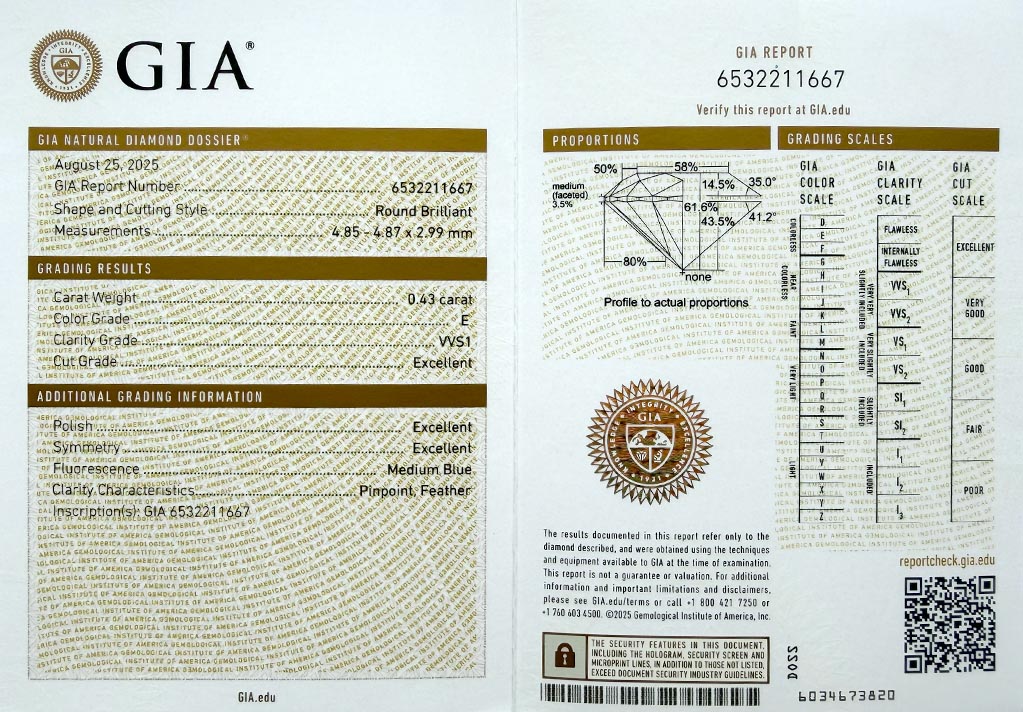 GIA®
GIA NATURAL DIAMOND DOSSIER®
August 25, 2025
GIA Report Number 6532211667
Shape and Cutting Style Round Brilliant
Measurements 4.85 - 4.87 x 2.99 mm
GRADING RESULTS
Carat Weight 0.43 carat
Color Grade E
Clarity Grade VVS1
Cut Grade Excellent
ADDITIONAL GRADING INFORMATION
Polish Excellent
Symmetry Excellent
Fluorescence Medium Blue
Clarity Characteristics Pinpoint, Feather
Inscription(s): GIA 6532211667
GIA.edu
GIA REPORT
6532211667
Verify this report at GIA.edu
PROPORTIONS
50%
58%
medium
(faceted)
3.5%
14.5%
35.0°
61.6%
43.5%
41.2°
80%
none
Profile to actual proportions
GIA
The results documented in this report refer only to the
diamond described, and were obtained using the techniques
and equipment available to GIA at the time of examination.
This report is not a guarantee or valuation. For additional
information and important limitations and disclaimers,
please see GIA.edu/terms or call +1 800 421 7250 or
+1 760 603 4500. ©2025 Gemological Institute of America, Inc.
THE SECURITY FEATURES IN THIS DOCUMENT,
INCLUDING THE HOLOGRAM, SECURITY SCREEN AND
MICROPRINT LINES, IN ADDITION TO THOSE NOT LISTED,
EXCEED DOCUMENT SECURITY INDUSTRY GUIDELINES.
GRADING SCALES
GIA
COLOR
SCALE
COLORLESS
D
E
F
NEAR
COLORLESS
G
H
I
J
FAINT
K
L
M
VERY LIGHT
N
O
P
Q
R
LIGHT
S
T
U
V
W
X
Y
Z
GIA
CLARITY
SCALE
FLAWLESS
INTERNALLY
FLAWLESS
VERY VERY
SLIGHTLY INCLUDED
VVS1
VVS2
VERY SLIGHTLY
INCLUDED
VS1
VS2
SLIGHTLY
INCLUDED
SI1
SI2
INCLUDED
I1
I2
I3
GIA
CUT
SCALE
EXCELLENT
VERY
GOOD
GOOD
FAIR
POOR
reportcheck.gia.edu
DOSZ
6034673820